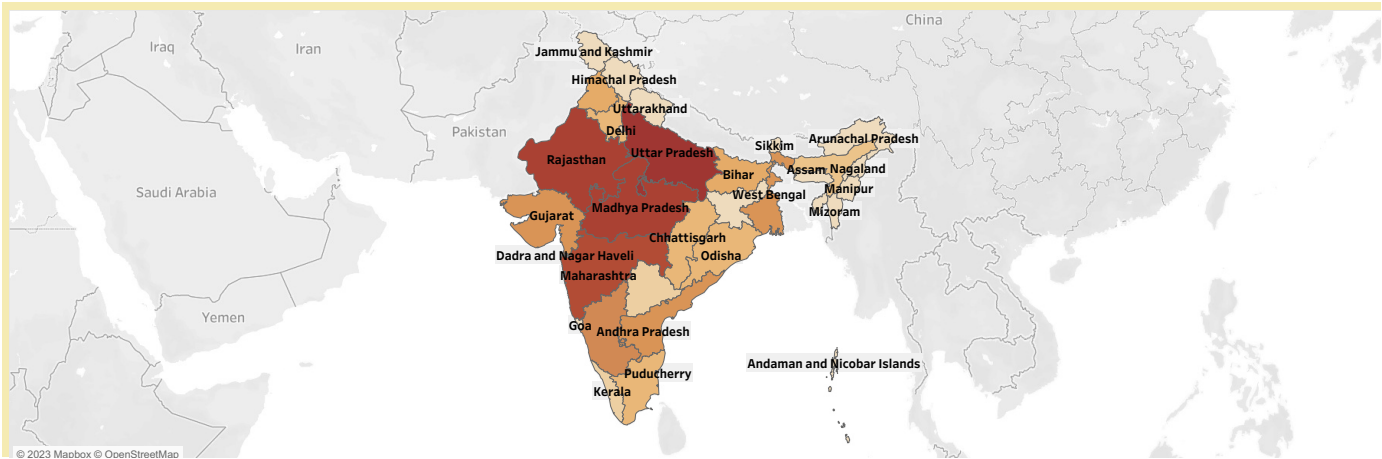 China
Iraq
Iran
Jammu and Kashmir
Himachal Pradesh
Uttarakhand
Pakistan
Delhi
Arunachal Pradesh
Sikkim
Uttar Pradesh
Rajasthan
Assam
Nagaland
Bihar
Manipur
Saudi Arabia
West Bengal
Madhya Pradesh
Mizoram
Gujarat
Chhattisgarh
Dadra and Nagar Haveli
Odisha
Maharashtra
Yemen
Goa
Andhra Pradesh
Andaman and Nicobar Islands
Puducherry
Kerala
© 2023 Mapbox © OpenStreetMap